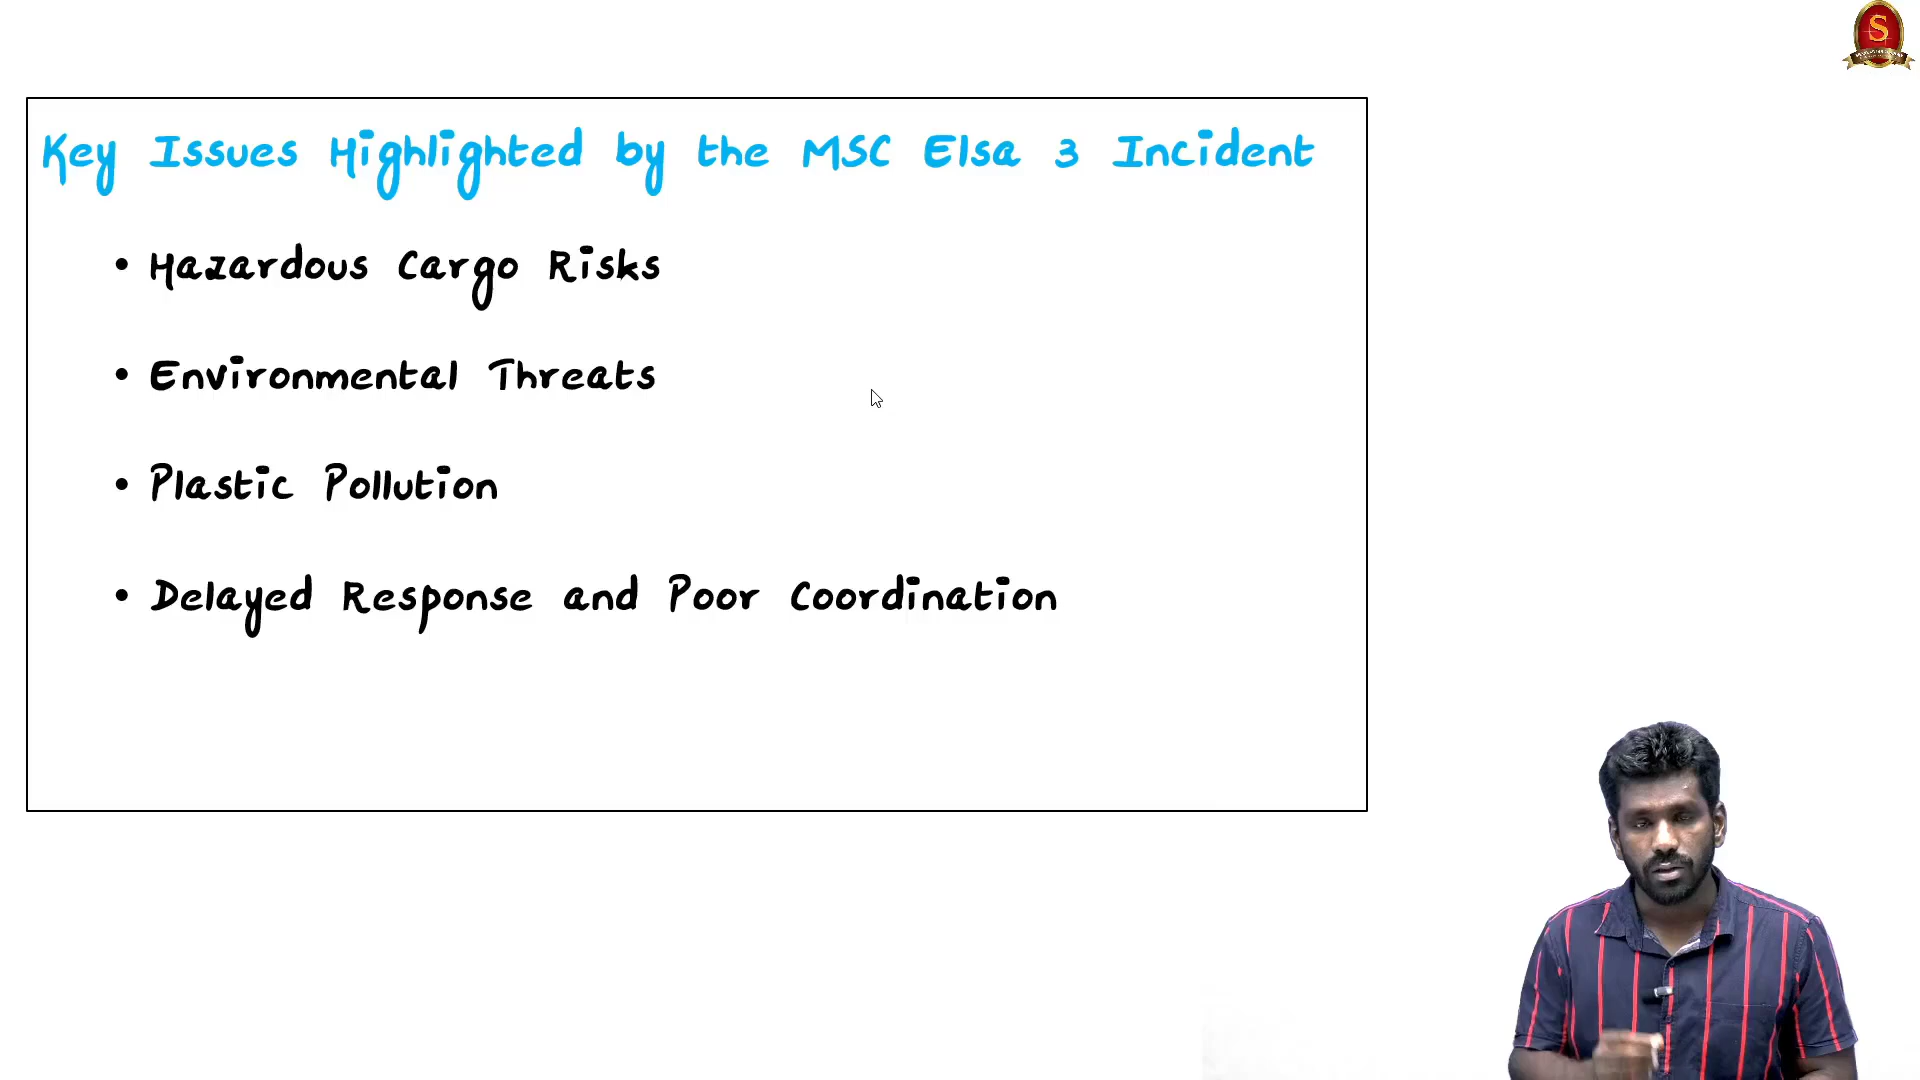 Key Issues Highlighted by the MSC Elsa 3 Incident
• Hazardous Cargo Risks
• Environmental Threats
• Plastic Pollution
• Delayed Response and Poor Coordination
S